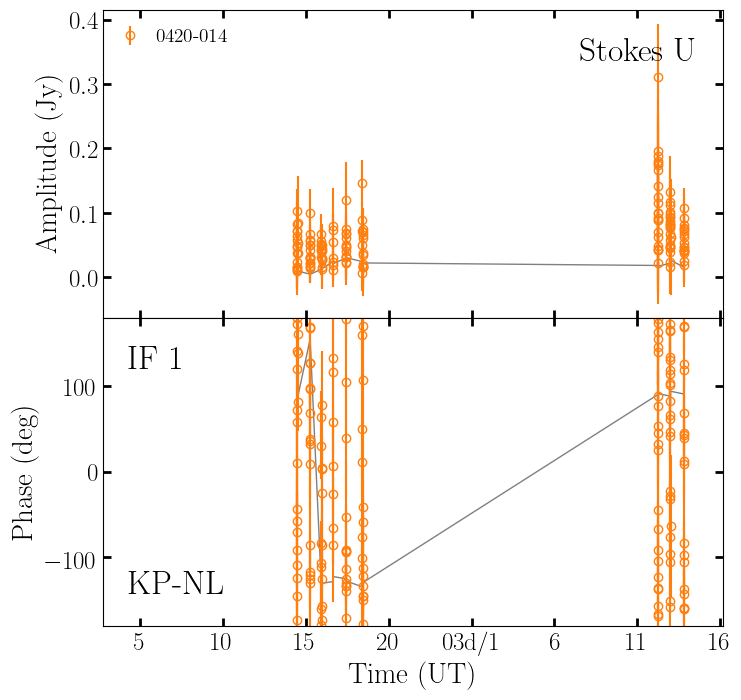 0420-014
Stokes U
Amplitude (Jy)
0.4
0.3
0.2
0.1
0.0
IF 1
KP-NL
Phase (deg)
100
0
−100
5
10
15
20
03d/1
6
11
16
Time (UT)